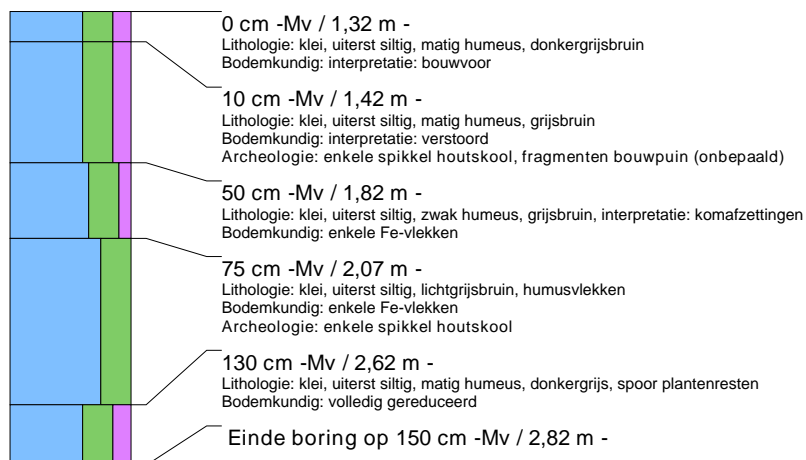 0 cm -Mv / 1,32 m -
Lithologie: klei, uiterst siltig, matig humeus, donkergrijsbruin
Bodemkundig: interpretatie: bouwvoor
10 cm -Mv / 1,42 m -
Lithologie: klei, uiterst siltig, matig humeus, grijsbruin
Bodemkundig: interpretatie: verstoord
Archeologie: enkele spikkel houtskool, fragmenten bouwpuin (onbepaald)
50 cm -Mv / 1,82 m -
Lithologie: klei, uiterst siltig, zwak humeus, grijsbruin, interpretatie: komafzettingen
Bodemkundig: enkele Fe-vlekken
75 cm -Mv / 2,07 m -
Lithologie: klei, uiterst siltig, lichtgrijsbruin, humusvlekken
Bodemkundig: enkele Fe-vlekken
Archeologie: enkele spikkel houtskool
130 cm -Mv / 2,62 m -
Lithologie: klei, uiterst siltig, matig humeus, donkergrijs, spoor plantenresten
Bodemkundig: volledig gereduceerd
Einde boring op 150 cm -Mv / 2,82 m -